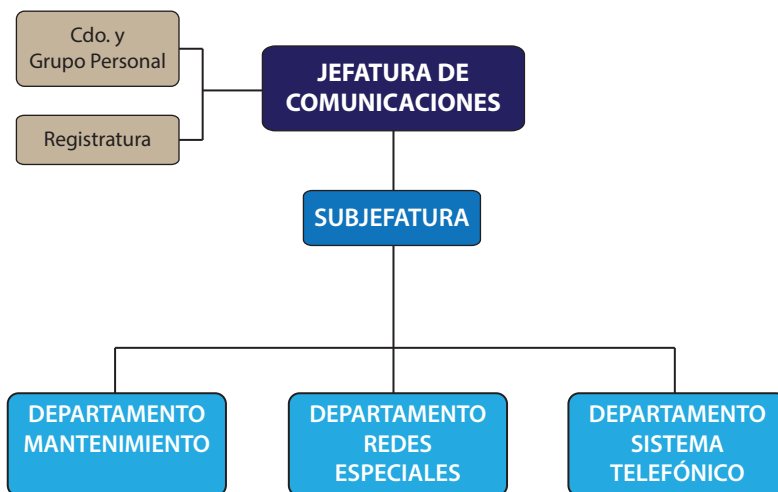 Cdo. y
Grupo Personal
JEFATURA DE
COMUNICACIONES
Registratura
SUBJEFATURA
DEPARTAMENTO
MANTENIMIENTO
DEPARTAMENTO
REDES
ESPECIALES
DEPARTAMENTO
SISTEMA
TELEFÓNICO